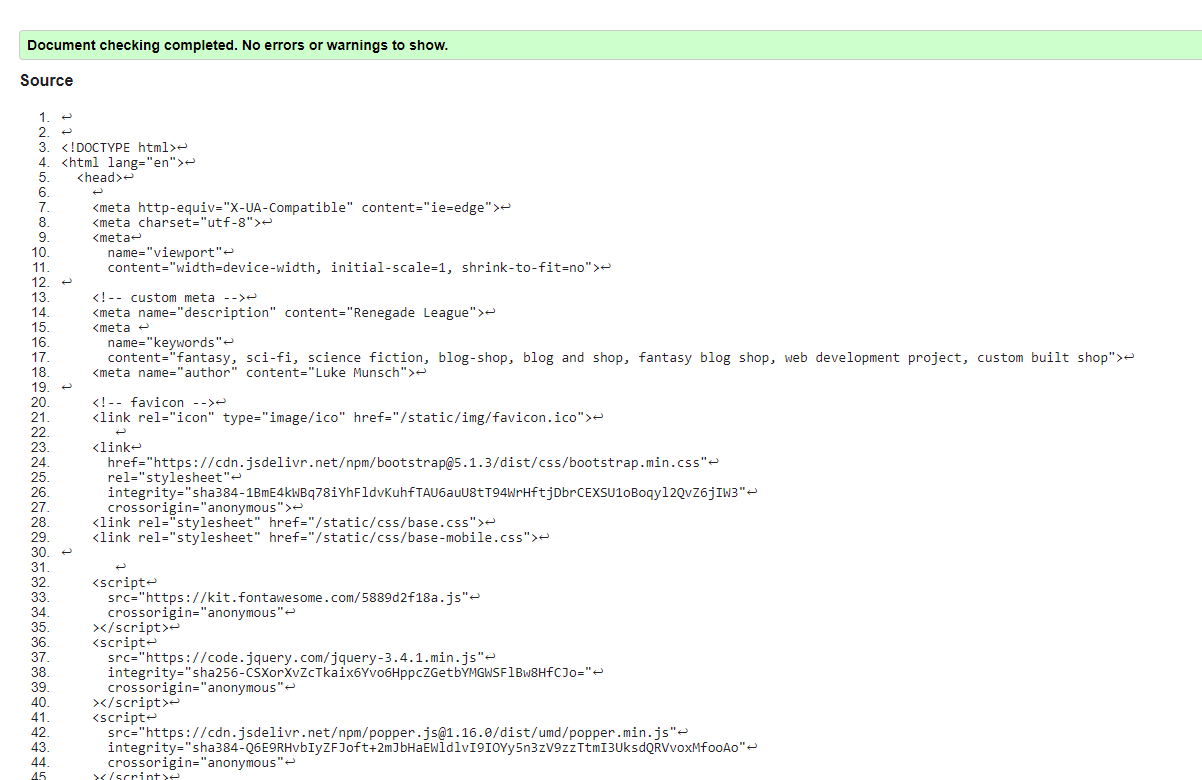 Document checking completed. No errors or warnings to show.
Source
1. ↩
2. ↩
3. <!DOCTYPE html>↩
4. <html lang="en">↩
5.   <head>↩
6.     ↩
7.     <meta http-equiv="X-UA-Compatible" content="ie=edge">↩
8.     <meta charset="utf-8">↩
9.     <meta↩
10.       name="viewport"↩
11.       content="width=device-width, initial-scale=1, shrink-to-fit=no">↩
12. ↩
13.     <!-- custom meta -->↩
14.     <meta name="description" content="Renegade League">↩
15.     <meta ↩
16.       name="keywords"↩
17.       content="fantasy, sci-fi, science fiction, blog-shop, blog and shop, fantasy blog shop, web development project, custom built shop">↩
18.     <meta name="author" content="Luke Munsch">↩
19. ↩
20.     <!-- favicon -->↩
21.     <link rel="icon" type="image/ico" href="/static/img/favicon.ico">↩
22.        ↩
23.     <link↩
24.       href="https://cdn.jsdelivr.net/npm/bootstrap@5.1.3/dist/css/bootstrap.min.css"↩
25.       rel="stylesheet"↩
26.       integrity="sha384-1BmE4kWBq78iYhFldvKuhfTAU6auU8tT94WrHftjDbrCEXSU1oBoqyl2QvZ6jIW3"↩
27.       crossorigin="anonymous">↩
28.     <link rel="stylesheet" href="/static/css/base.css">↩
29.     <link rel="stylesheet" href="/static/css/base-mobile.css">↩
30. ↩
31.        ↩
32.     <script↩
33.       src="https://kit.fontawesome.com/5889d2f18a.js"↩
34.       crossorigin="anonymous"↩
35.     ></script>↩
36.     <script↩
37.       src="https://code.jquery.com/jquery-3.4.1.min.js"↩
38.       integrity="sha256-CSXorXvZcTkaix6Yvo6HppcZGetbYMGWSFlBw8HfCJo="↩
39.       crossorigin="anonymous"↩
40.     ></script>↩
41.     <script↩
42.       src="https://cdn.jsdelivr.net/npm/popper.js@1.16.0/dist/umd/popper.min.js"↩
43.       integrity="sha384-Q6E9RHvbIyZFJoft+2mJbHaEWldlvI9IOYy5n3zV9zzTtmI3UksdQRVvoxMfooAo"↩
44.       crossorigin="anonymous"↩
45.     ></script>↩